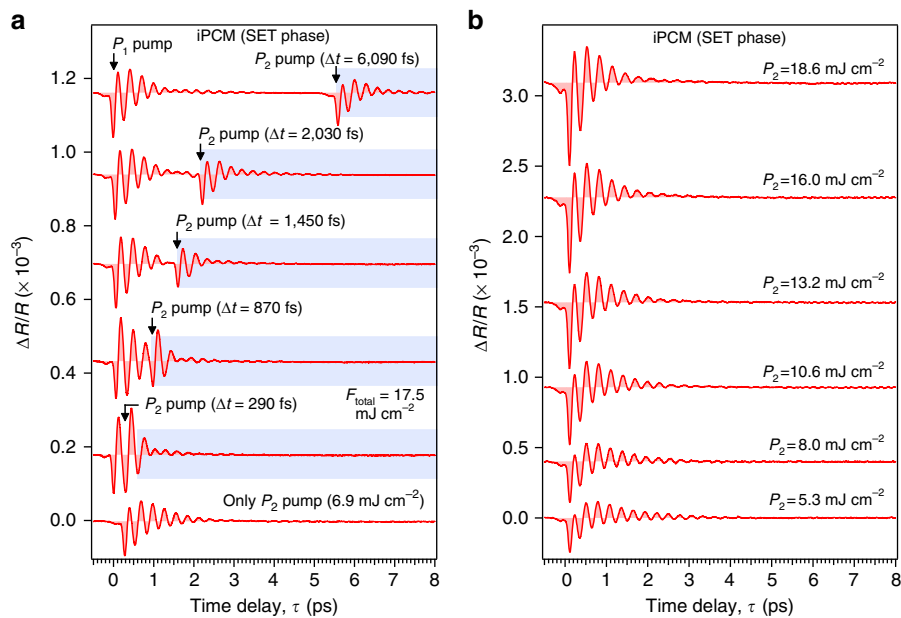 a
iPCM (SET phase)
P1 pump
P2 pump (Δt = 6,090 fs)
P2 pump (Δt = 2,030 fs)
P2 pump (Δt = 1,450 fs)
P2 pump (Δt = 870 fs)
Ftotal = 17.5
mJ cm−2
P2 pump (Δt = 290 fs)
Only P2 pump (6.9 mJ cm−2)
1.2
1.0
0.8
0.6
0.4
0.2
0.0
ΔR/R (× 10−3)
0 1 2 3 4 5 6 7 8
Time delay, τ (ps)
b
iPCM (SET phase)
P2=18.6 mJ cm−2
P2=16.0 mJ cm−2
P2=13.2 mJ cm−2
P2=10.6 mJ cm−2
P2=8.0 mJ cm−2
P2=5.3 mJ cm−2
3.0
2.5
2.0
1.5
1.0
0.5
0.0
ΔR/R (× 10−3)
0 1 2 3 4 5 6 7 8
Time delay, τ (ps)